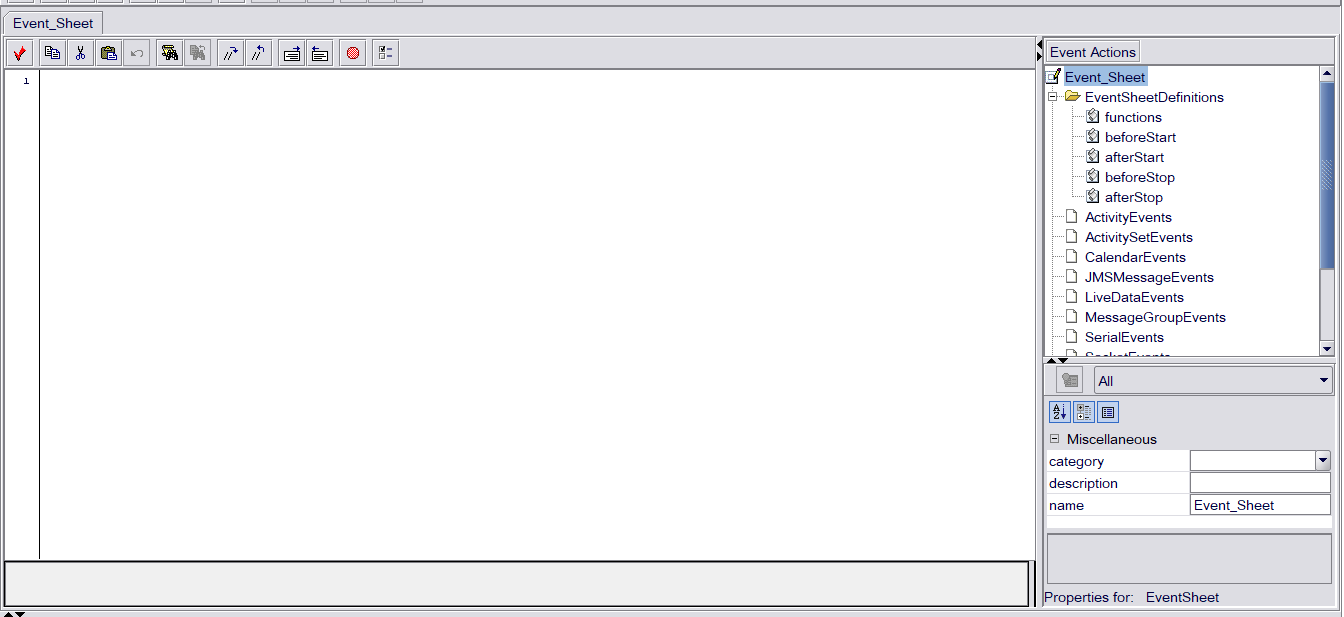 Event_Sheet
1
Event Actions
Event_Sheet
EventSheetDefinitions
functions
beforeStart
afterStart
beforeStop
afterStop
ActivityEvents
ActivitySetEvents
CalendarEvents
JMSMessageEvents
LiveDataEvents
MessageGroupEvents
SerialEvents
SocketEvents
All
Miscellaneous
category
description
name Event_Sheet
Properties for: EventSheet